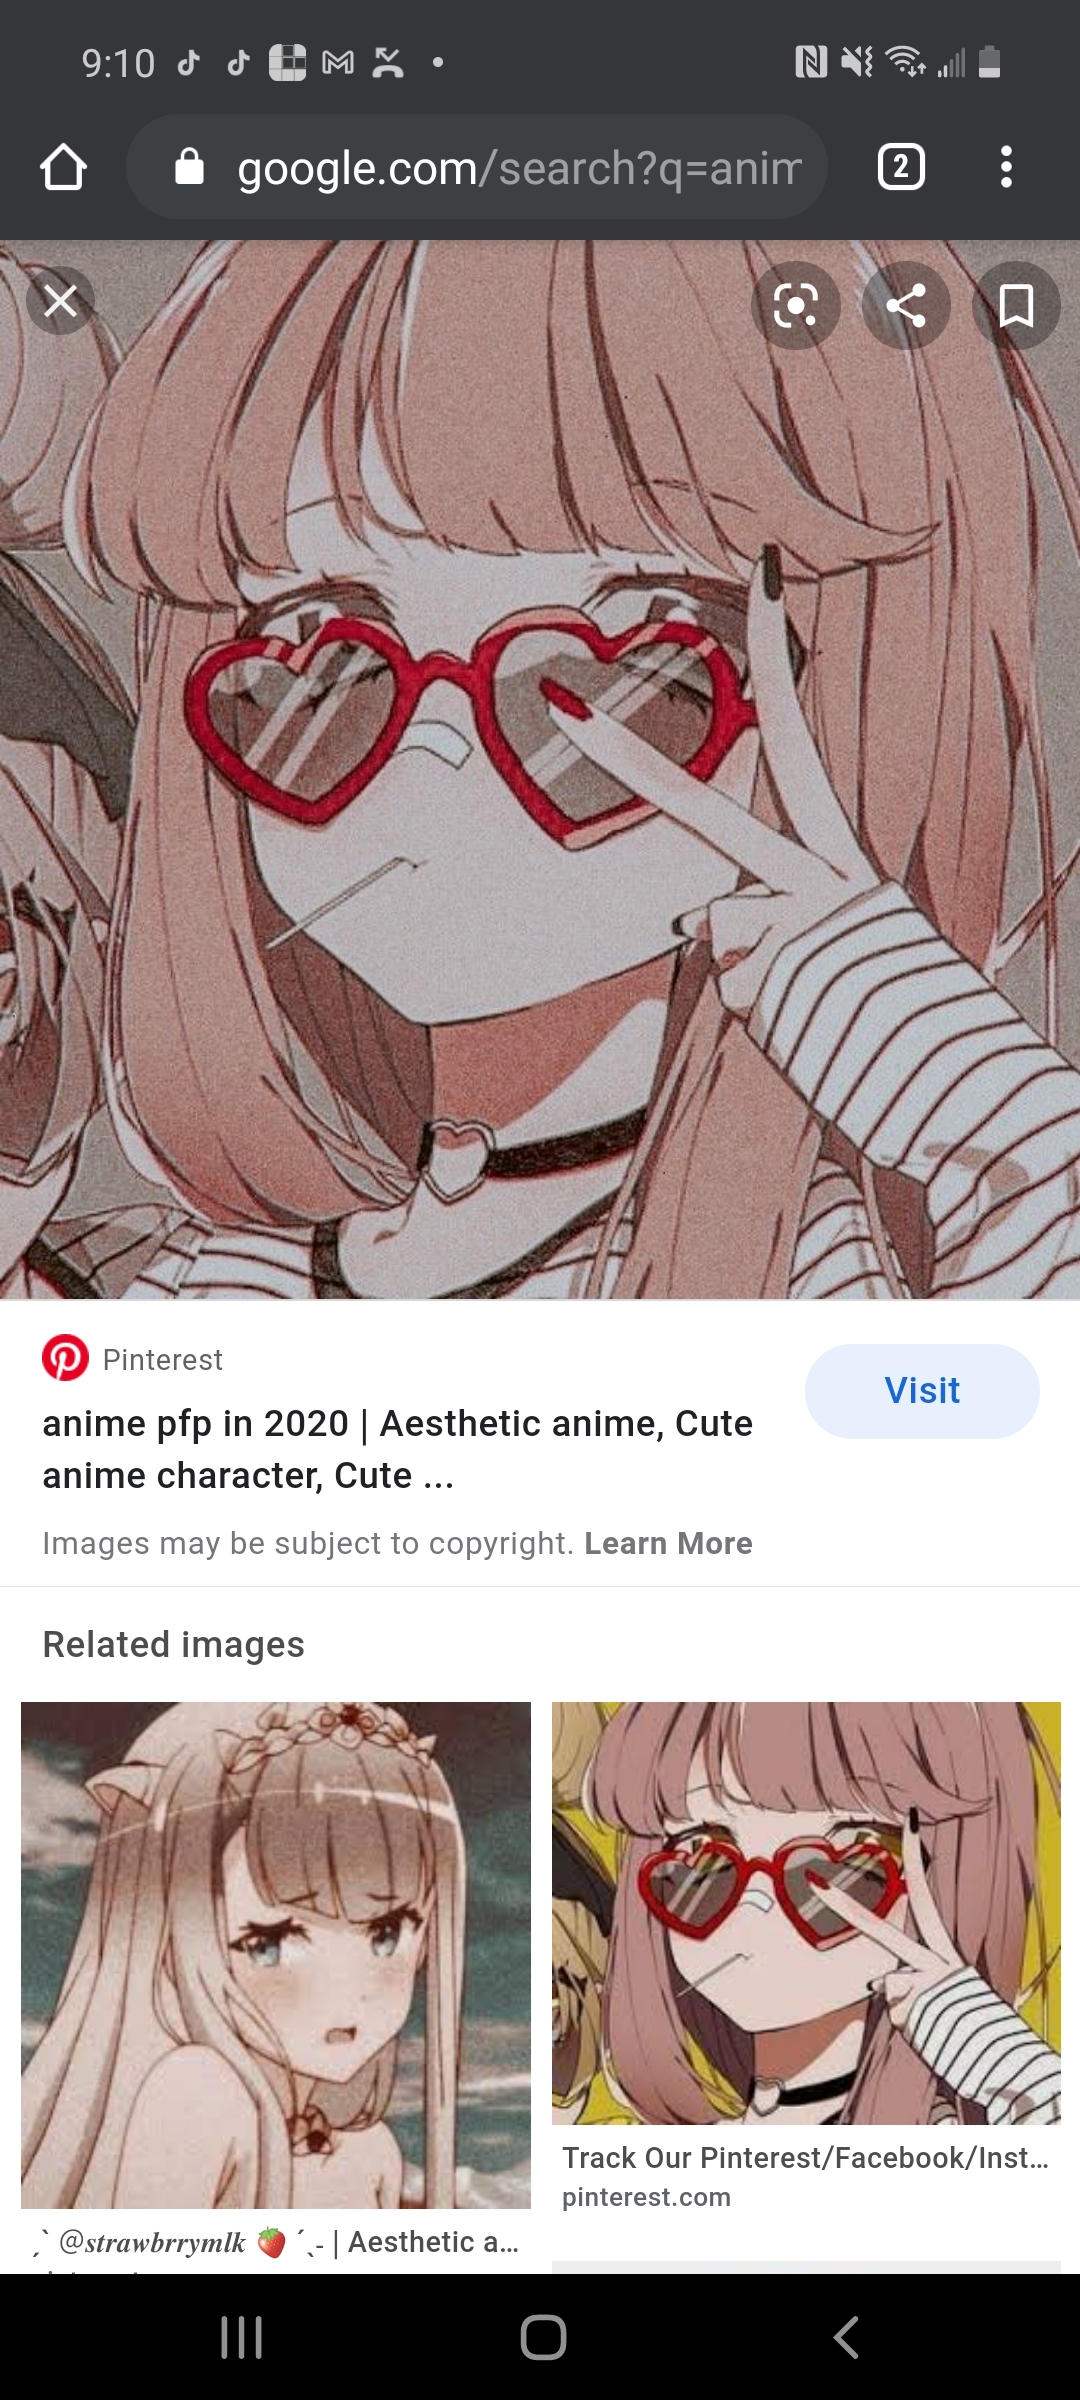 9:10
google.com/search?q=anim
2
Pinterest
anime pfp in 2020 | Aesthetic anime, Cute
anime character, Cute ...
Visit
Images may be subject to copyright. Learn More
Related images
Track Our Pinterest/Facebook/Inst...
pinterest.com
ˏˋ @strawbrrymlk 🍓 ˊˎ- | Aesthetic a...